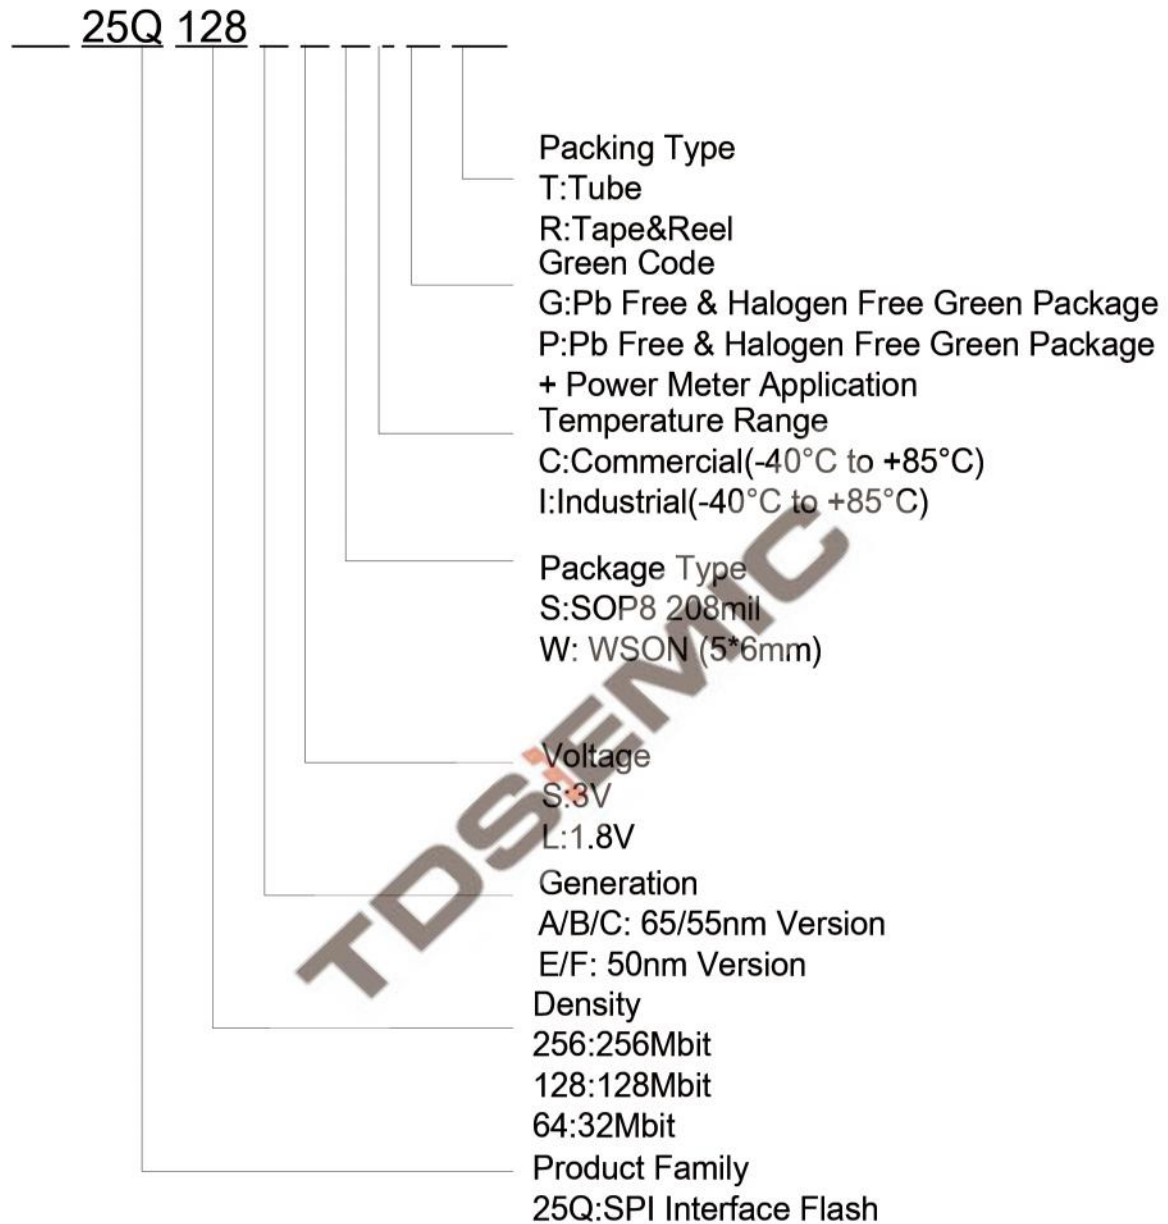 25Q 128
Packing Type
T:Tube
R:Tape&Reel
Green Code
G:Pb Free & Halogen Free Green Package
P:Pb Free & Halogen Free Green Package
+ Power Meter Application
Temperature Range
C:Commercial(-40°C to +85°C)
I:Industrial(-40°C to +85°C)
Package Type
S:SOP8 208mil
W: WSON (5*6mm)
Voltage
S:3V
L:1.8V
Generation
A/B/C: 65/55nm Version
E/F: 50nm Version
Density
256:256Mbit
128:128Mbit
64:32Mbit
Product Family
25Q:SPI Interface Flash
TDSiEMIC